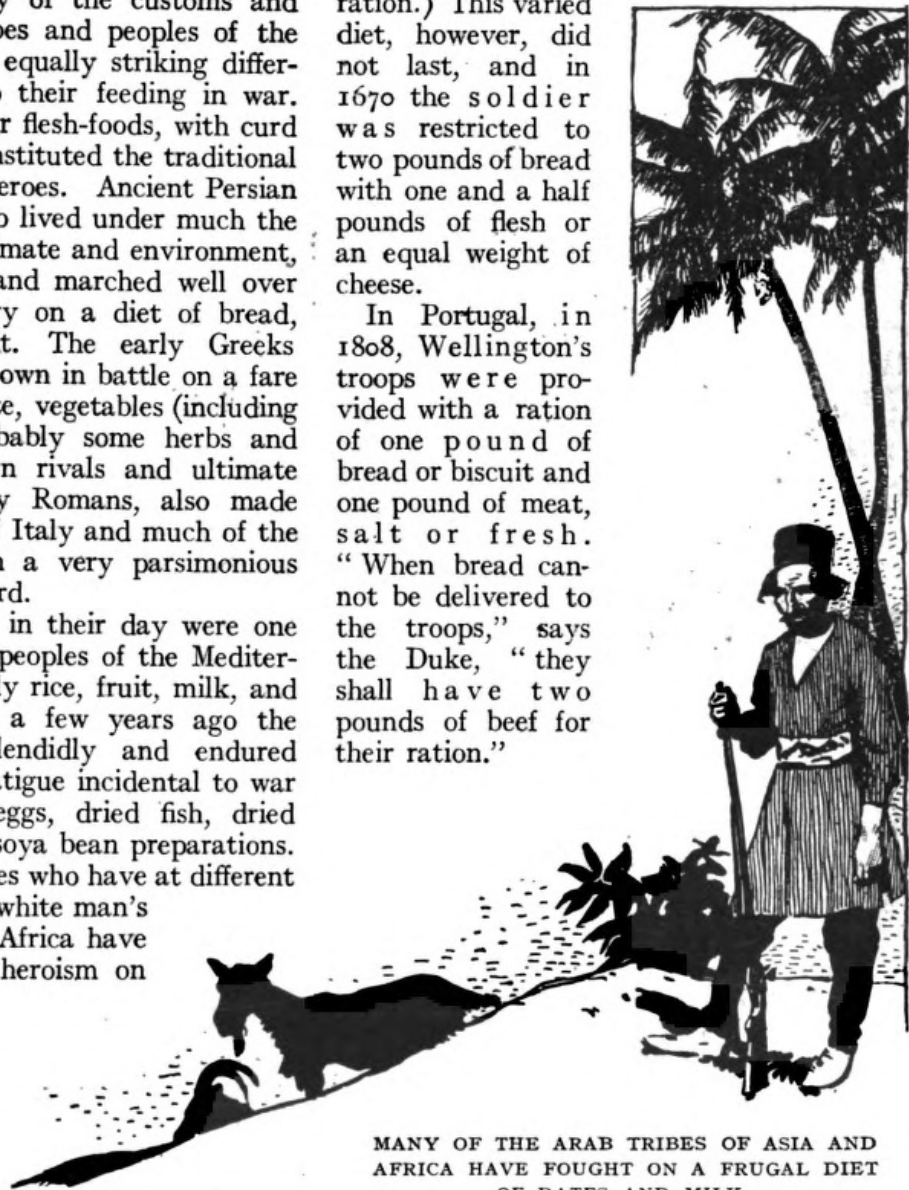 y of the customs and
bes and peoples of the
equally striking differ-
o their feeding in war.
r flesh-foods, with curd
nstituted the traditional
eroes. Ancient Persian
o lived under much the
mate and environment,
and marched well over
y on a diet of bread,
t. The early Greeks
own in battle on a fare
e, vegetables (including
bably some herbs and
n rivals and ultimate
y Romans, also made
f Italy and much of the
n a very parsimonious
rd.
in their day were one
peoples of the Mediter-
ly rice, fruit, milk, and
a few years ago the
lendidly and endured
atigue incidental to war
eggs, dried fish, dried
soya bean preparations.
es who have at different
white man's
Africa have
heroism on
ration.) This varied
diet, however, did
not last, and in
1670 the soldier
was restricted to
two pounds of bread
with one and a half
pounds of flesh or
an equal weight of
cheese.
In Portugal, in
1808, Wellington's
troops were pro-
vided with a ration
of one pound of
bread or biscuit and
one pound of meat,
salt or fresh.
"When bread can-
not be delivered to
the troops," says
the Duke, "they
shall have two
pounds of beef for
their ration."
MANY OF THE ARAB TRIBES OF ASIA AND
AFRICA HAVE FOUGHT ON A FRUGAL DIET
OF DATES AND MILK